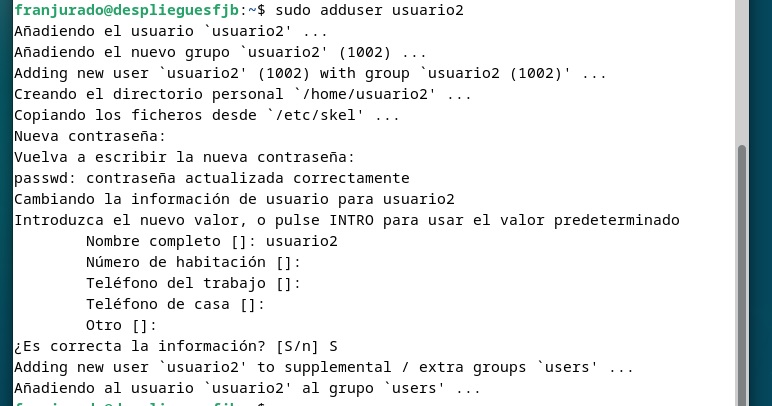 franjurado@desplieguesfjb:~$ sudo adduser usuario2
Añadiendo el usuario `usuario2' ...
Añadiendo el nuevo grupo `usuario2' (1002) ...
Adding new user `usuario2' (1002) with group `usuario2 (1002)' ...
Creando el directorio personal `/home/usuario2' ...
Copiando los ficheros desde `/etc/skel' ...
Nueva contraseña:
Vuelva a escribir la nueva contraseña:
passwd: contraseña actualizada correctamente
Cambiando la información de usuario para usuario2
Introduzca el nuevo valor, o pulse INTRO para usar el valor predeterminado
Nombre completo []: usuario2
Número de habitación []:
Teléfono del trabajo []:
Teléfono de casa []:
Otro []:
¿Es correcta la información? [S/n] S
Adding new user `usuario2' to supplemental / extra groups `users' ...
Añadiendo al usuario `usuario2' al grupo `users' ...